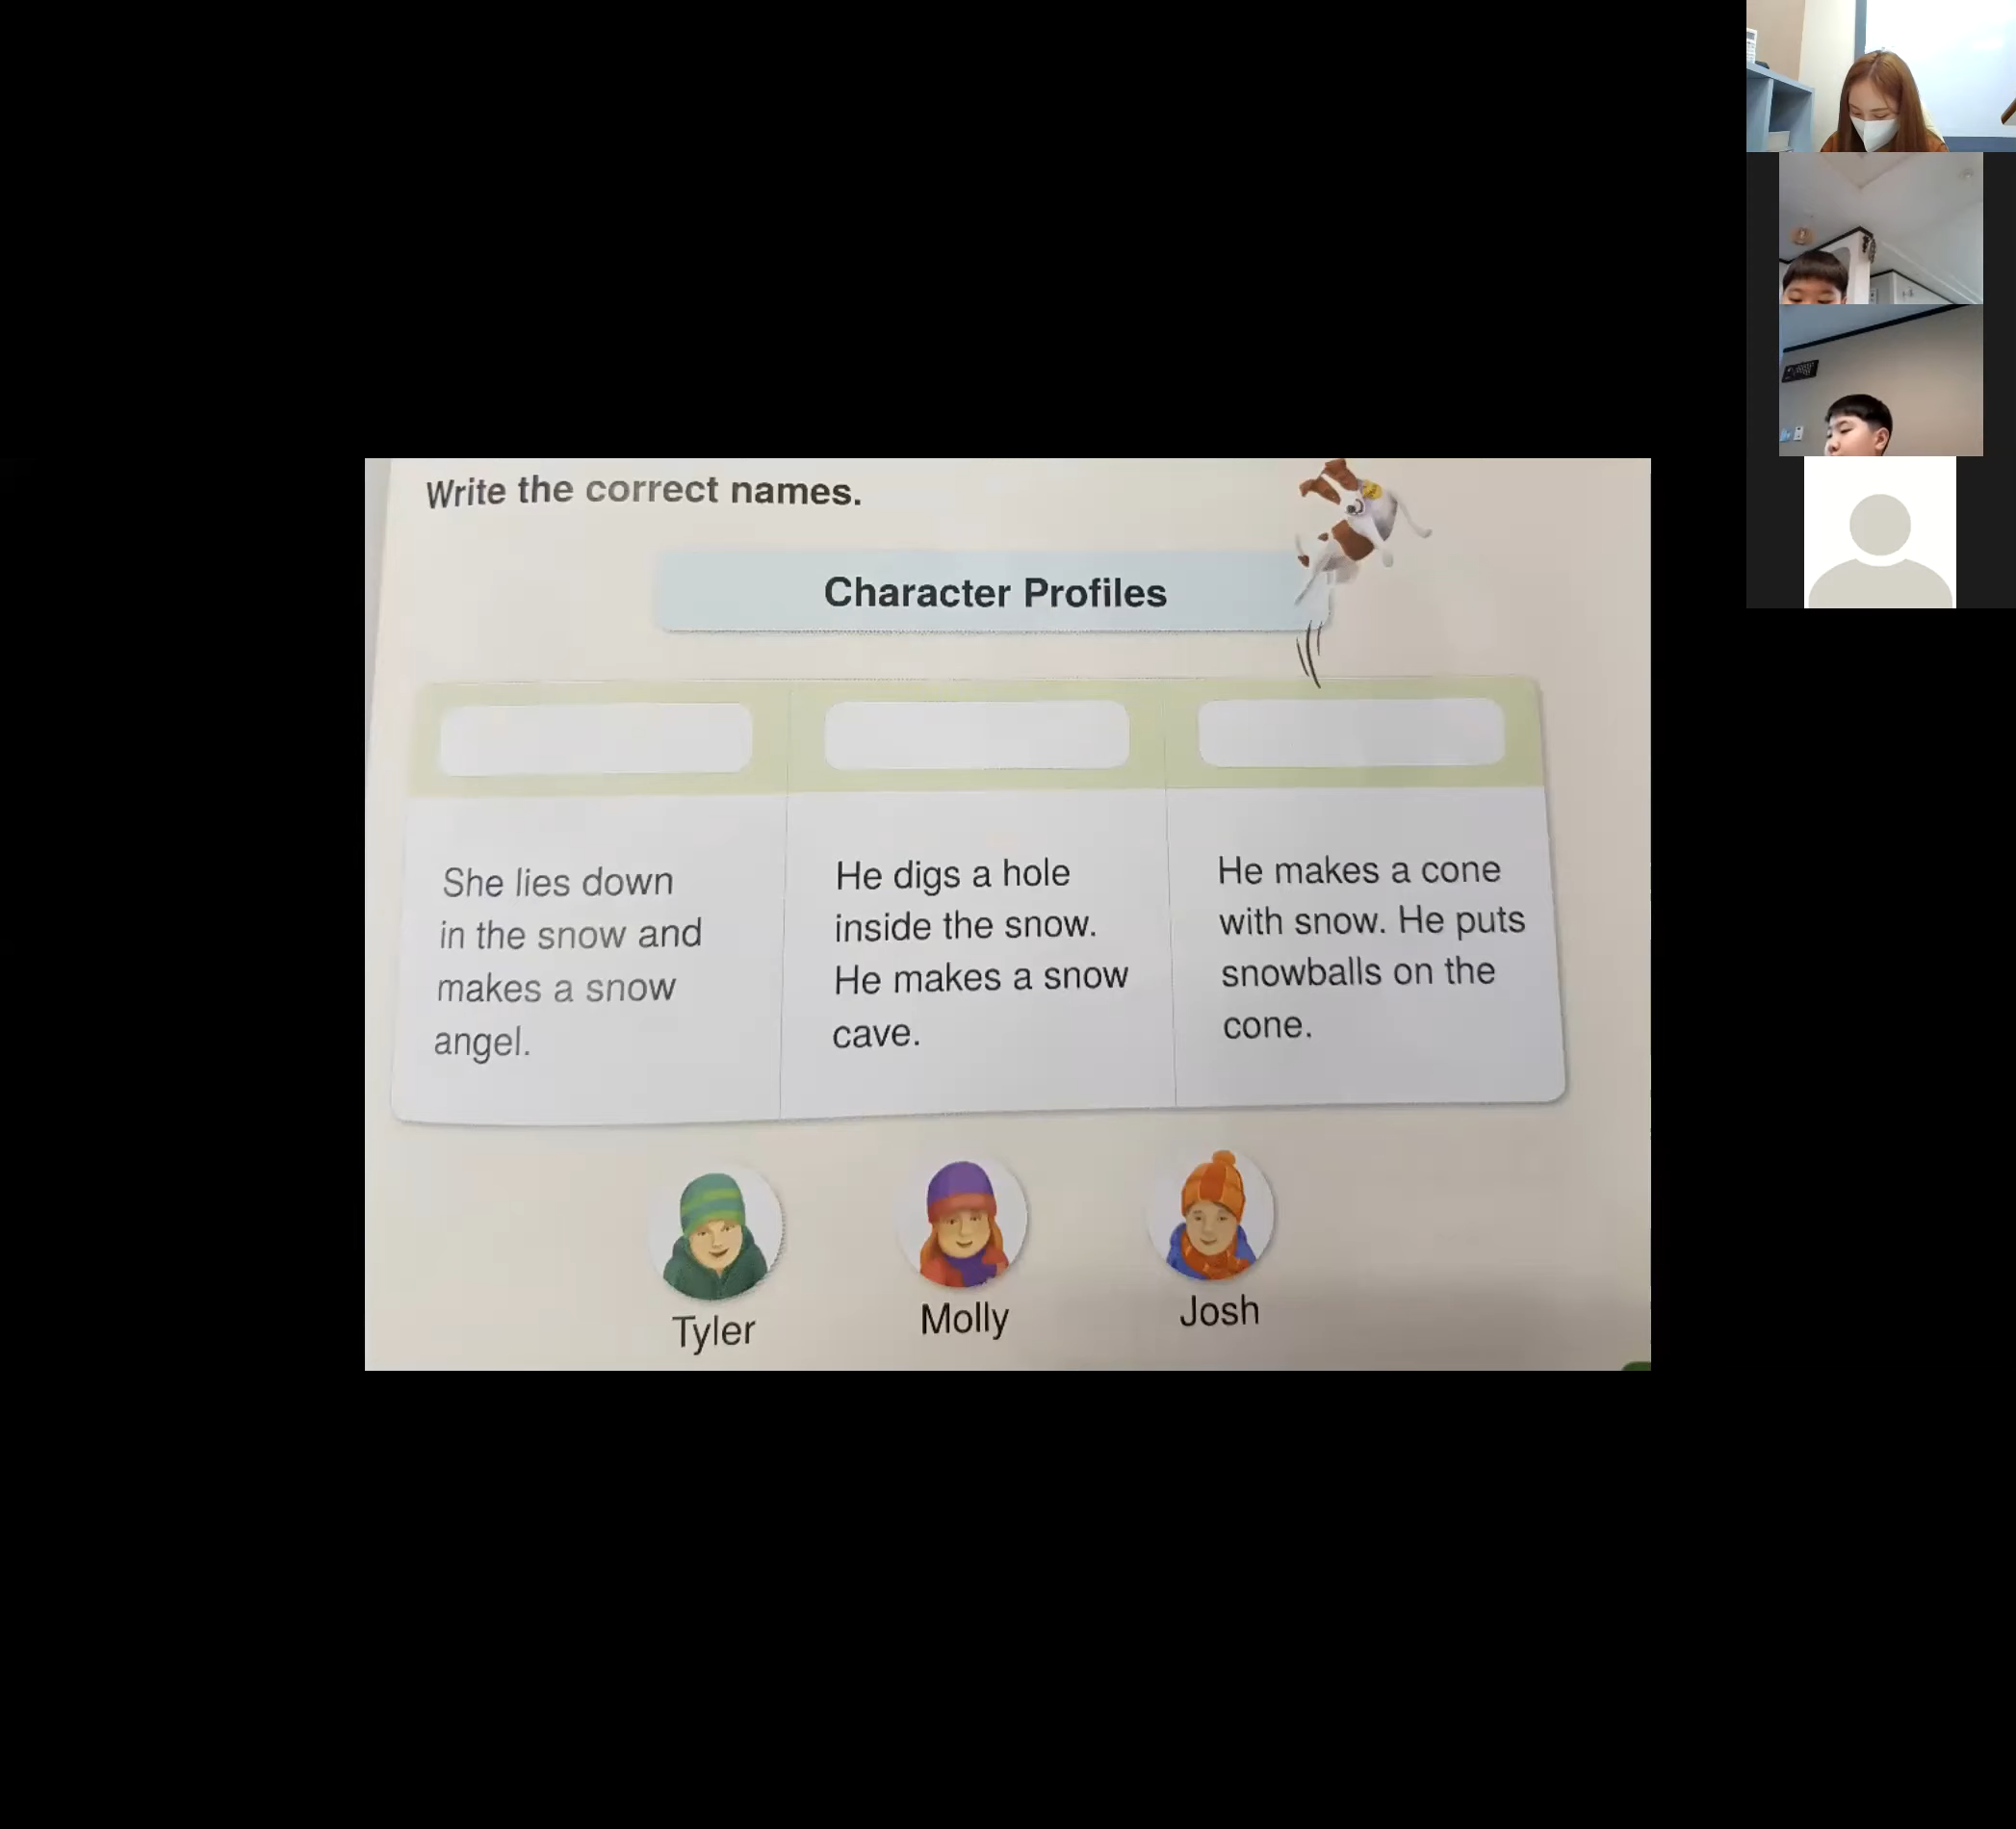 Write the correct names.
Character Profiles
She lies down
in the snow and
makes a snow
angel.
He digs a hole
inside the snow.
He makes a snow
cave.
He makes a cone
with snow. He puts
snowballs on the
cone.
Tyler
Molly
Josh